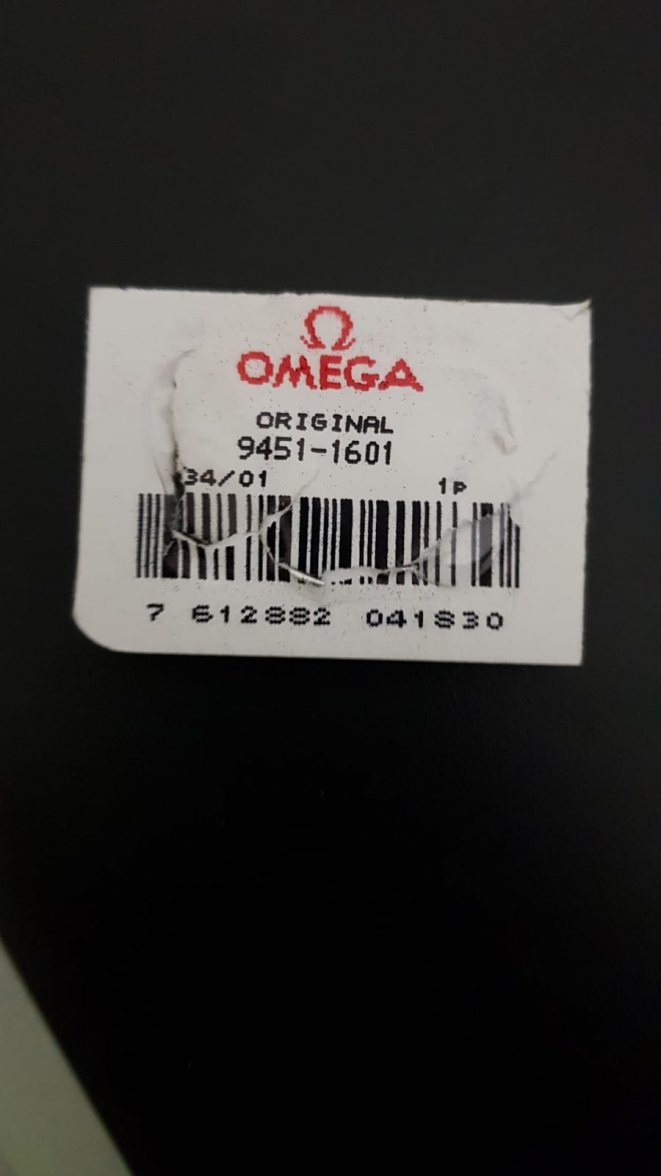 Ω
OMEGA
ORIGINAL
9451-1601
34/01 1P
7 612882 041830